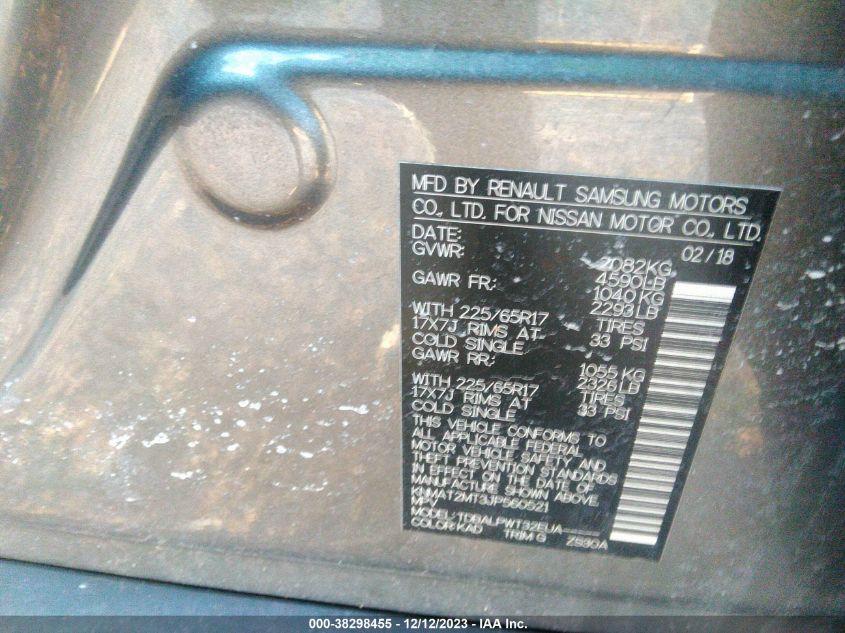 MFD BY RENAULT SAMSUNG MOTORS
CO., LTD. FOR NISSAN MOTOR CO., LTD.
DATE: 02/18
GVWR: 2082KG
4590LB
GAWR FR: 1040KG
2293LB
WITH 225/65R17 TIRES
17X7J RIMS AT 33 PSI
COLD SINGLE
GAWR RR: 1055KG
2326LB
WITH 225/65R17 TIRES
17X7J RIMS AT 33 PSI
COLD SINGLE
THIS VEHICLE CONFORMS TO
ALL APPLICABLE FEDERAL
MOTOR VEHICLE SAFETY AND
THEFT PREVENTION STANDARDS
IN EFFECT ON THE DATE OF
MANUFACTURE SHOWN ABOVE.
KNMAT2MT3JP560521
MPV
MODEL: TDBALPWT32EUA-----
COLOR: KAD TRIM: G ZS30A
000-38298455 - 12/12/2023 - IAA Inc.